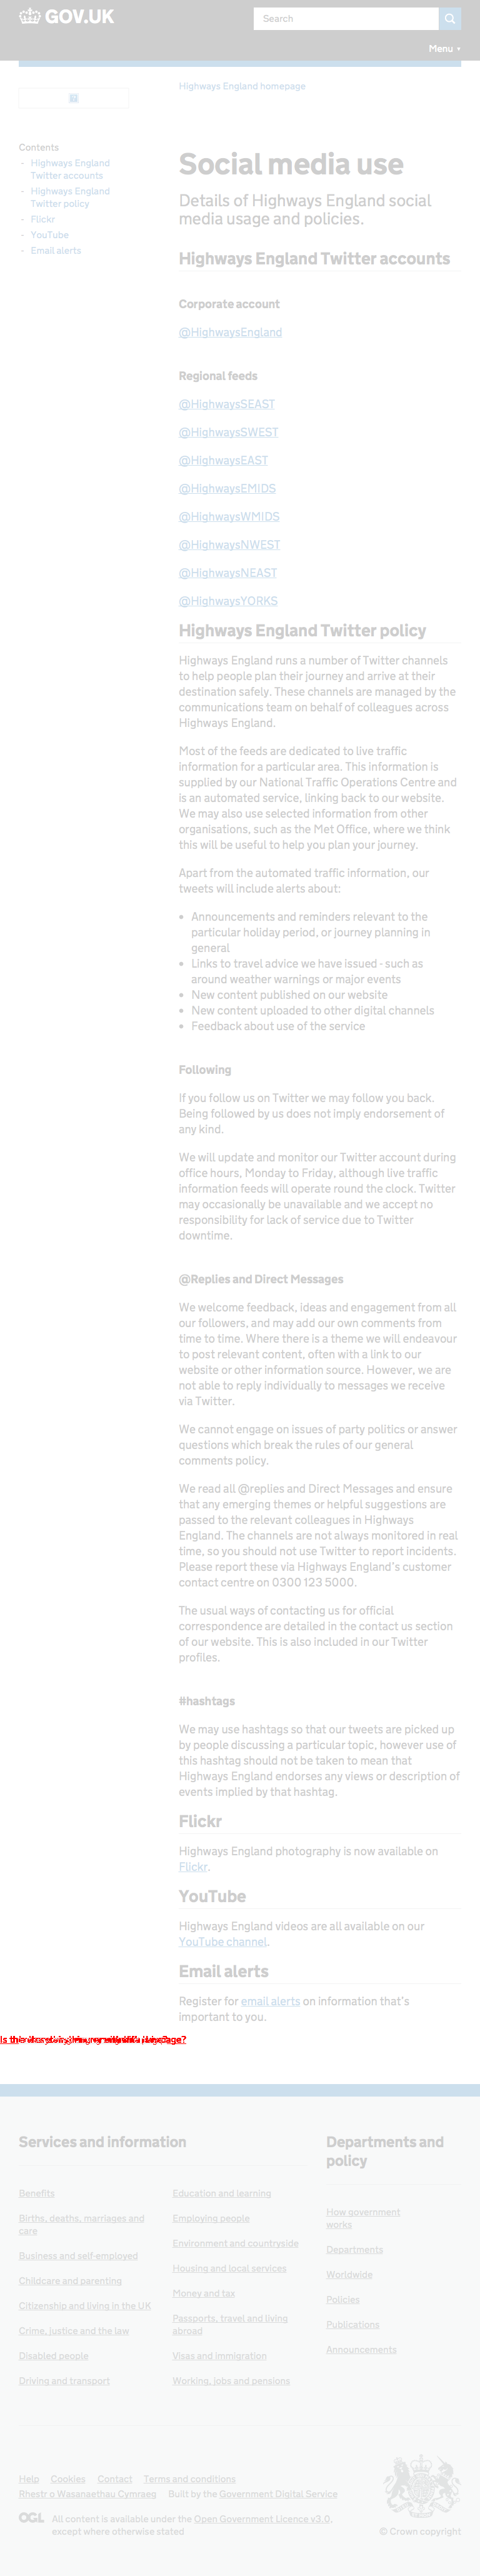 GOV.UK
Search
Menu
Highways England homepage
Contents
- Highways England
Twitter accounts
- Highways England
Twitter policy
- Flickr
- YouTube
- Email alerts
Social media use
Details of Highways England social
media usage and policies.
Highways England Twitter accounts
Corporate account
@HighwaysEngland
Regional feeds
@HighwaysSEAST
@HighwaysSWEST
@HighwaysEAST
@HighwaysEMIDS
@HighwaysWMIDS
@HighwaysNWEST
@HighwaysNEAST
@HighwaysYORKS
Highways England Twitter policy
Highways England runs a number of Twitter channels
to help people plan their journey and arrive at their
destination safely. These channels are managed by the
communications team on behalf of colleagues across
Highways England.
Most of the feeds are dedicated to live traffic
information for a particular area. This information is
supplied by our National Traffic Operations Centre and
is an automated service, linking back to our website.
We may also use selected information from other
organisations, such as the Met Office, where we think
this will be useful to help you plan your journey.
Apart from the automated traffic information, our
tweets will include alerts about:
• Announcements and reminders relevant to the
particular holiday period, or journey planning in
general
• Links to travel advice we have issued - such as
around weather warnings or major events
• New content published on our website
• New content uploaded to other digital channels
• Feedback about use of the service
Following
If you follow us on Twitter we may follow you back.
Being followed by us does not imply endorsement of
any kind.
We will update and monitor our Twitter account during
office hours, Monday to Friday, although live traffic
information feeds will operate round the clock. Twitter
may occasionally be unavailable and we accept no
responsibility for lack of service due to Twitter
downtime.
@Replies and Direct Messages
We welcome feedback, ideas and engagement from all
our followers, and may add our own comments from
time to time. Where there is a theme we will endeavour
to post relevant content, often with a link to our
website or other information source. However, we are
not able to reply individually to messages we receive
via Twitter.
We cannot engage on issues of party politics or answer
questions which break the rules of our general
comments policy.
We read all @replies and Direct Messages and ensure
that any emerging themes or helpful suggestions are
passed to the relevant colleagues in Highways
England. The channels are not always monitored in real
time, so you should not use Twitter to report incidents.
Please report these via Highways England's customer
contact centre on 0300 123 5000.
The usual ways of contacting us for official
correspondence are detailed in the contact us section
of our website. This is also included in our Twitter
profiles.
#hashtags
We may use hashtags so that our tweets are picked up
by people discussing a particular topic, however use of
this hashtag should not be taken to mean that
Highways England endorses any views or description of
events implied by that hashtag.
Flickr
Highways England photography is now available on
Flickr.
YouTube
Highways England videos are all available on our
YouTube channel.
Email alerts
Register for email alerts on information that's
important to you.
Services and information
Benefits
Births, deaths, marriages and
care
Business and self-employed
Childcare and parenting
Citizenship and living in the UK
Crime, justice and the law
Disabled people
Driving and transport
Education and learning
Employing people
Environment and countryside
Housing and local services
Money and tax
Passports, travel and living
abroad
Visas and immigration
Working, jobs and pensions
Departments and
policy
How government
works
Departments
Worldwide
Policies
Publications
Announcements
Help Cookies Contact Terms and conditions
Rhestr o Wasanaethau Cymraeg Built by the Government Digital Service
OGL All content is available under the Open Government Licence v3.0,
except where otherwise stated
© Crown copyright